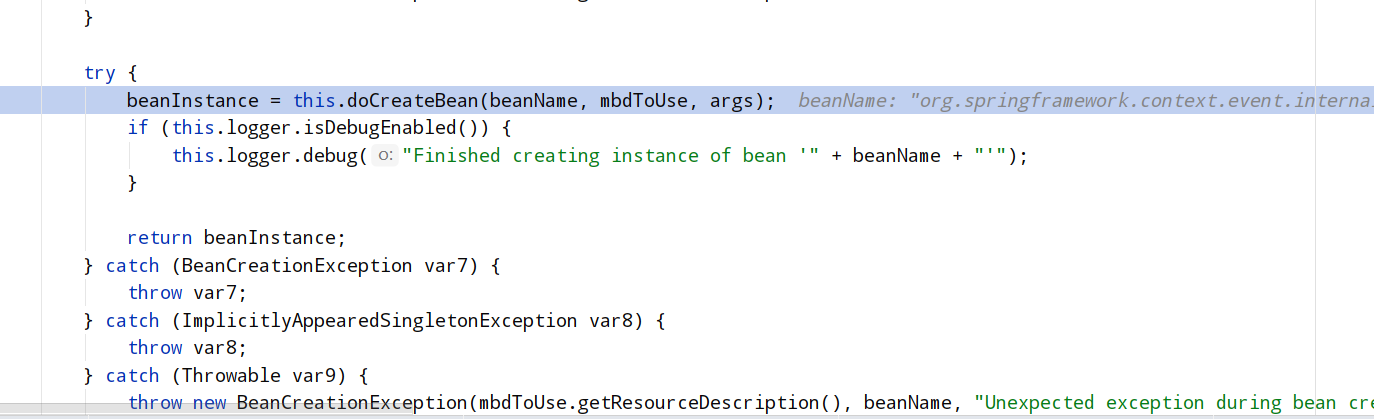 }
try {
beanInstance = this.doCreateBean(beanName, mbdToUse, args); beanName: "org.springframework.context.event.interna
if (this.logger.isDebugEnabled()) {
this.logger.debug( o: "Finished creating instance of bean '" + beanName + "'");
}
return beanInstance;
} catch (BeanCreationException var7) {
throw var7;
} catch (ImplicitlyAppearedSingletonException var8) {
throw var8;
} catch (Throwable var9) {
throw new BeanCreationException(mbdToUse.getResourceDescription(), beanName, "Unexpected exception during bean cre